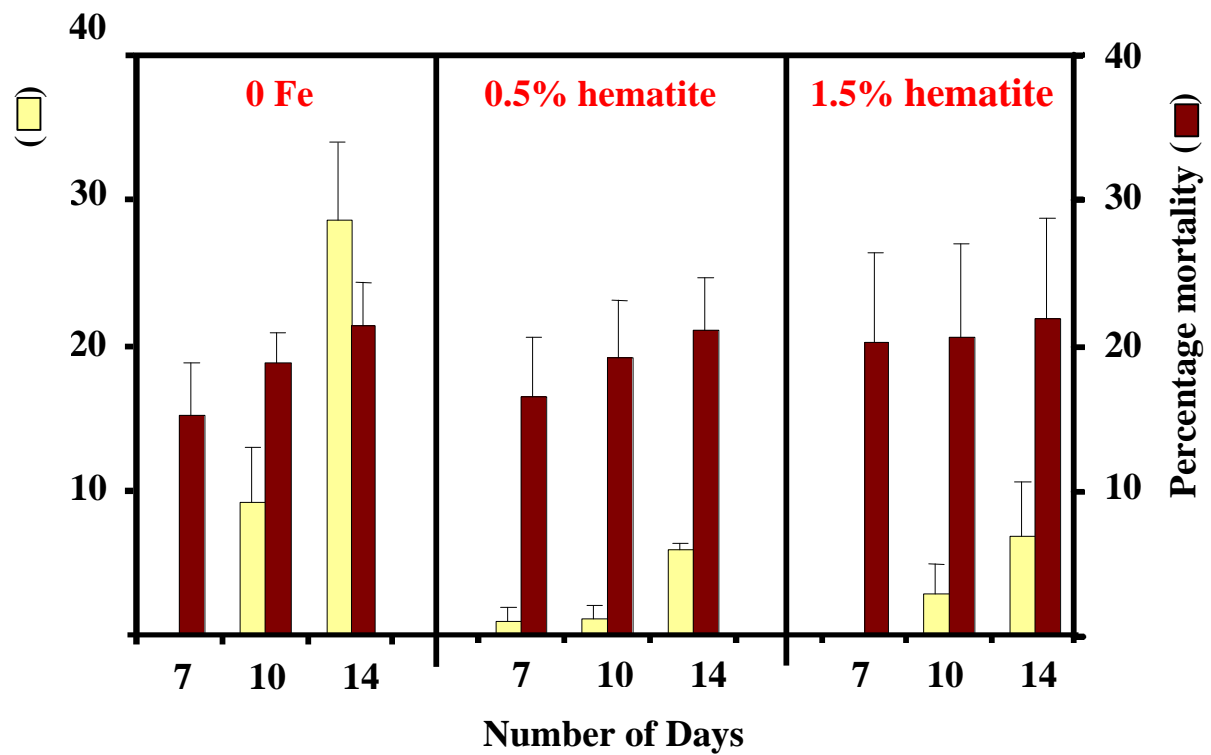 40
40
0 Fe
0.5% hematite
1.5% hematite
( )
Percentage mortality ( )
30
30
20
20
10
10
7 10 14 7 10 14 7 10 14
Number of Days